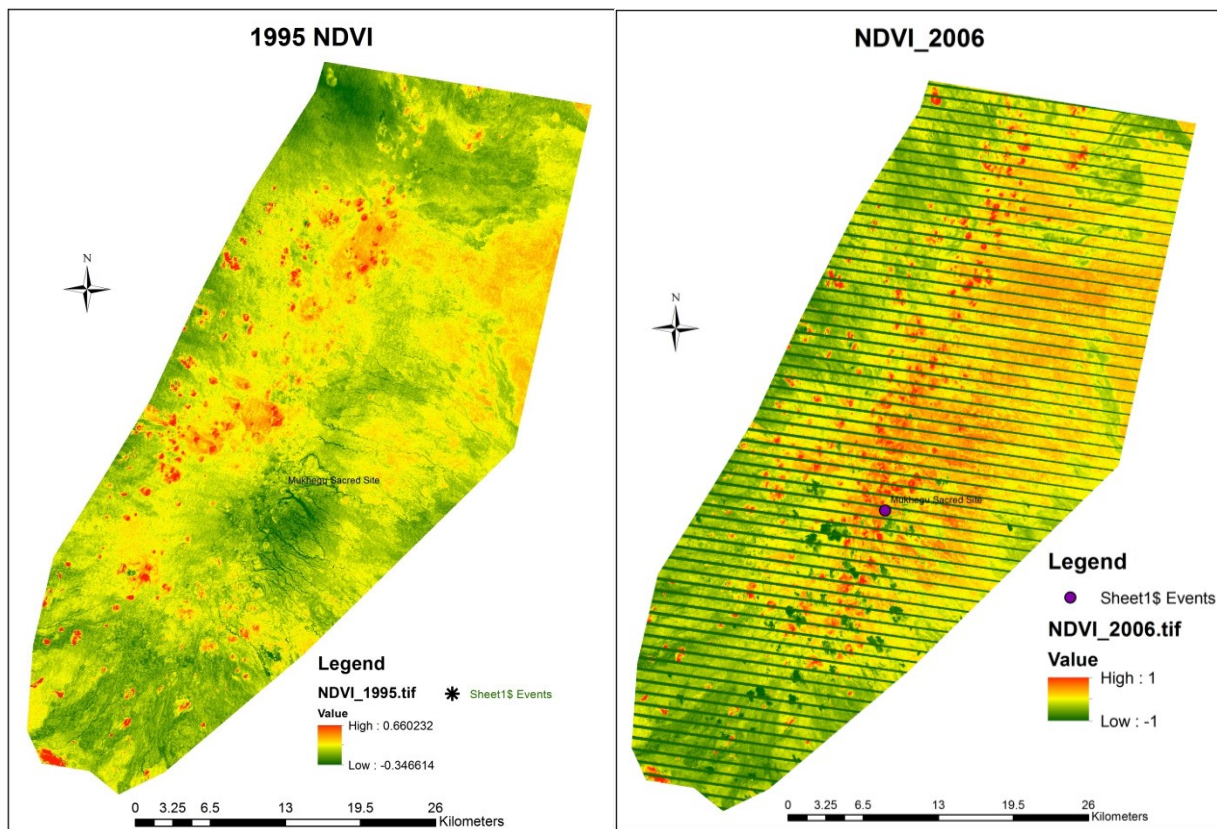 1995 NDVI
N
Mukhegu Sacred Site
Legend
NDVI_1995.tif
Sheet1$ Events
Value
High : 0.660232
Low : -0.346614
0 3.25 6.5 13 19.5 26
Kilometers
NDVI_2006
N
Mukhegu Sacred Site
Legend
Sheet1$ Events
NDVI_2006.tif
Value
High : 1
Low : -1
0 3.25 6.5 13 19.5 26
Kilometers